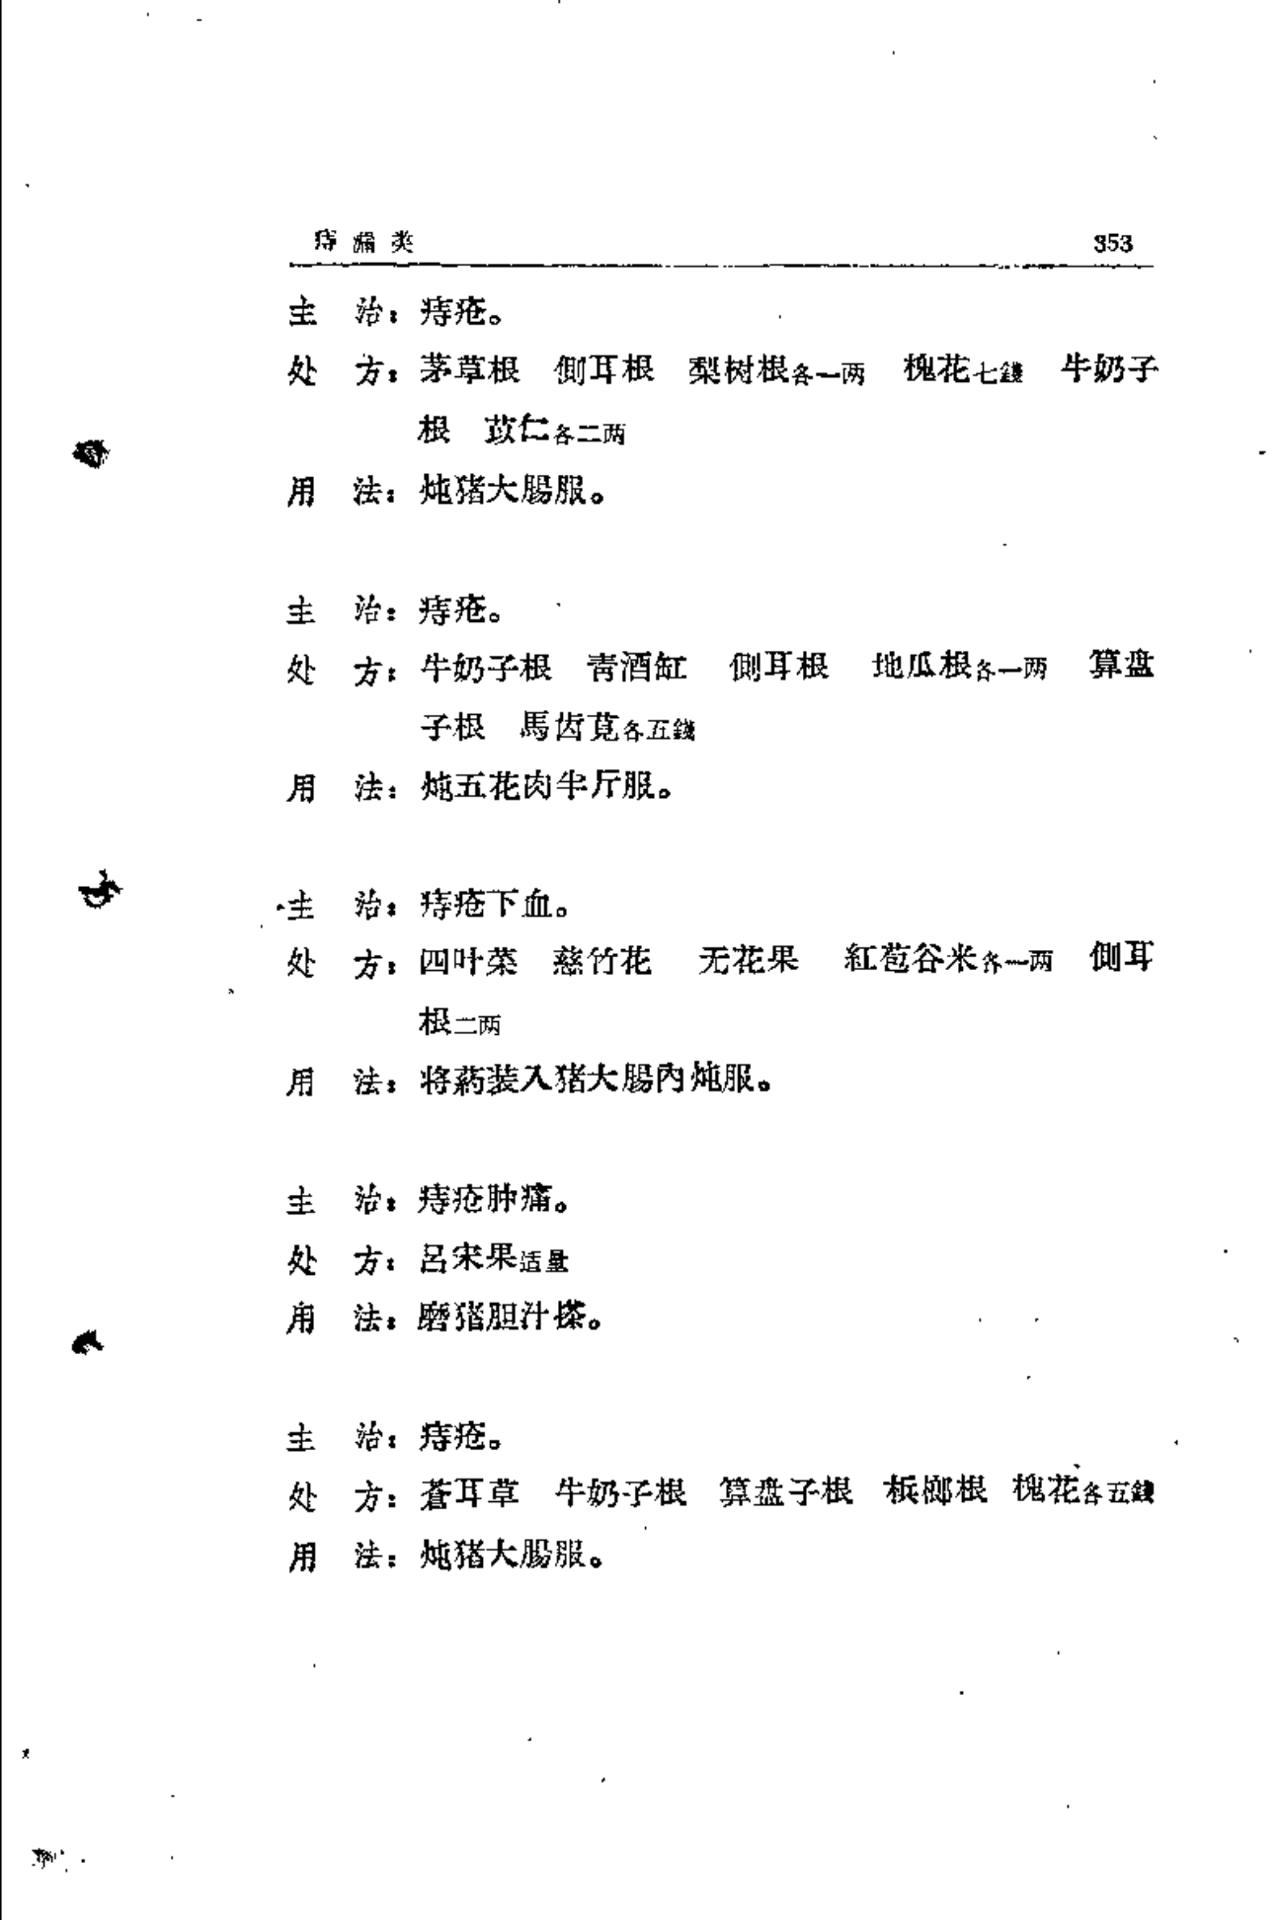 痔漏类 353
主　治：痔疮。
处　方：茅草根　側耳根　梨树根各一两　槐花七錢　牛奶子
根　苡仁各二两
用　法：炖猪大腸服。
主　治：痔疮。
处　方：牛奶子根　青酒缸　側耳根　地瓜根各一两　算盘
子根　馬齿莧各五錢
用　法：炖五花肉半斤服。
主　治：痔疮下血。
处　方：四叶菜　慈竹花　无花果　紅苞谷米各一两　側耳
根二两
用　法：将药装入猪大腸內炖服。
主　治：痔疮肿痛。
处　方：呂宋果适量
用　法：磨猪胆汁搽。
主　治：痔疮。
处　方：蒼耳草　牛奶子根　算盘子根　梹榔根　槐花各五錢
用　法：炖猪大腸服。